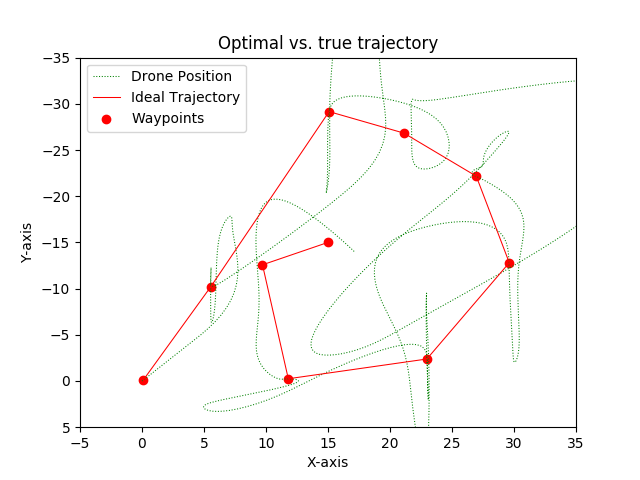 Optimal vs. true trajectory
Drone Position
Ideal Trajectory
Waypoints
−35
−30
−25
−20
−15
−10
−5
0
5
Y-axis
−5 0 5 10 15 20 25 30 35
X-axis